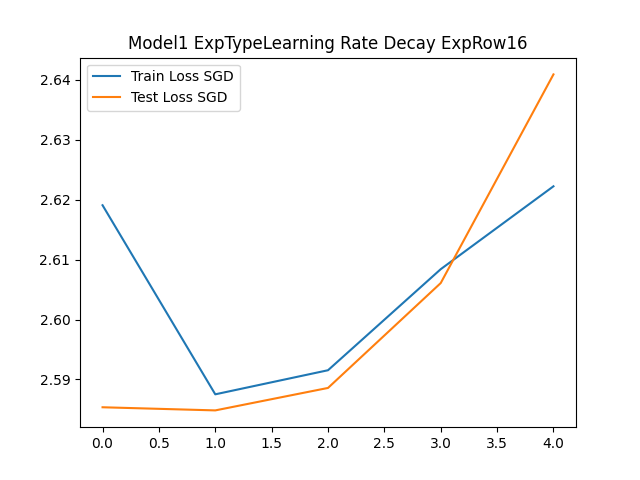 Model1 ExpTypeLearning Rate Decay ExpRow16
Train Loss SGD
Test Loss SGD
2.64
2.63
2.62
2.61
2.60
2.59
0.0 0.5 1.0 1.5 2.0 2.5 3.0 3.5 4.0